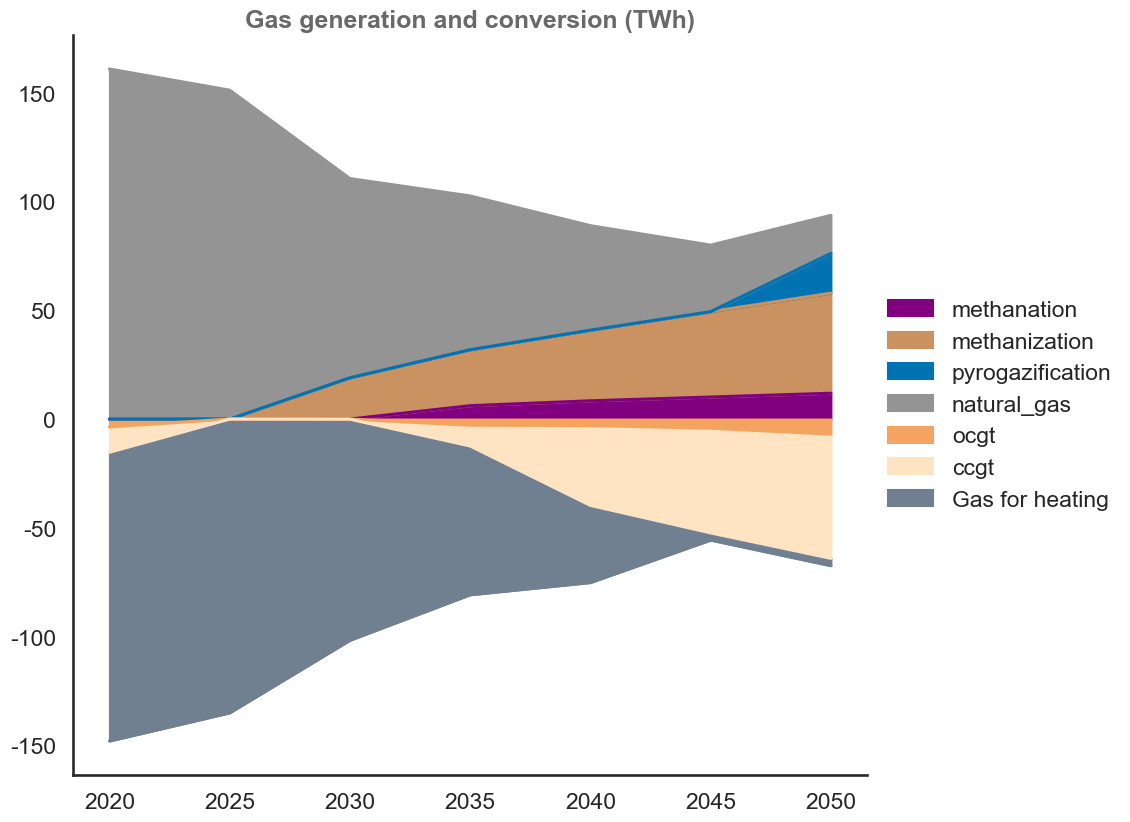 Gas generation and conversion (TWh)
150
100
50
0
-50
-100
-150
2020 2025 2030 2035 2040 2045 2050
methanation
methanization
pyrogazification
natural_gas
ocgt
ccgt
Gas for heating